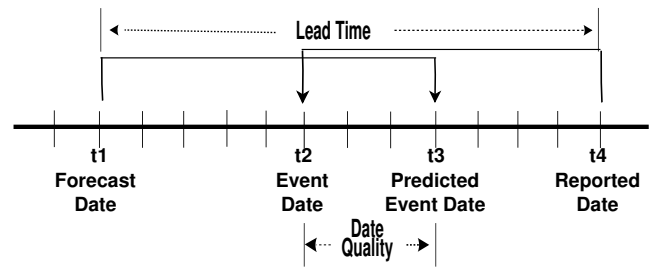 Lead Time
t1 t2 t3 t4
Forecast Event Predicted Reported
Date Date Event Date Date
Date
Quality